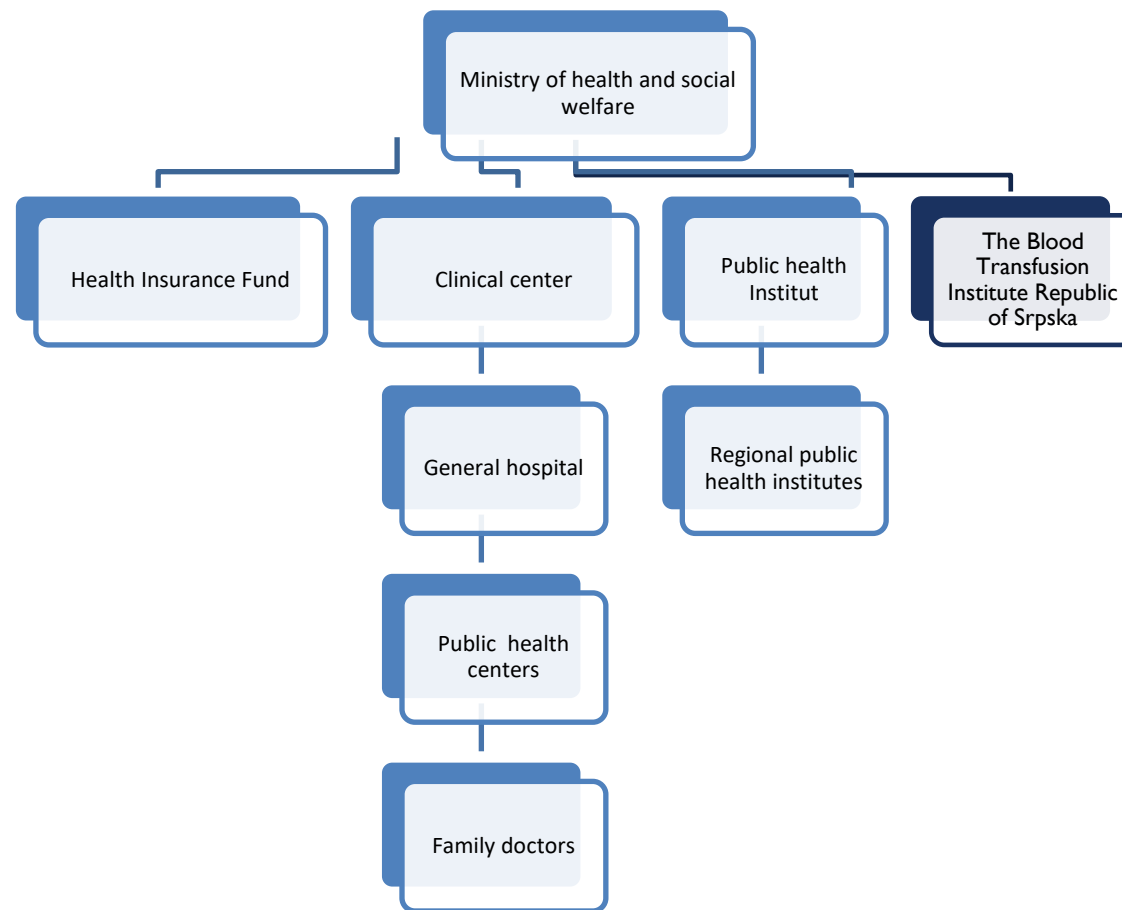 Ministry of health and social
welfare
Health Insurance Fund
Clinical center
Public health
Institut
The Blood
Transfusion
Institute Republic
of Srpska
General hospital
Regional public
health institutes
Public  health
centers
Family doctors